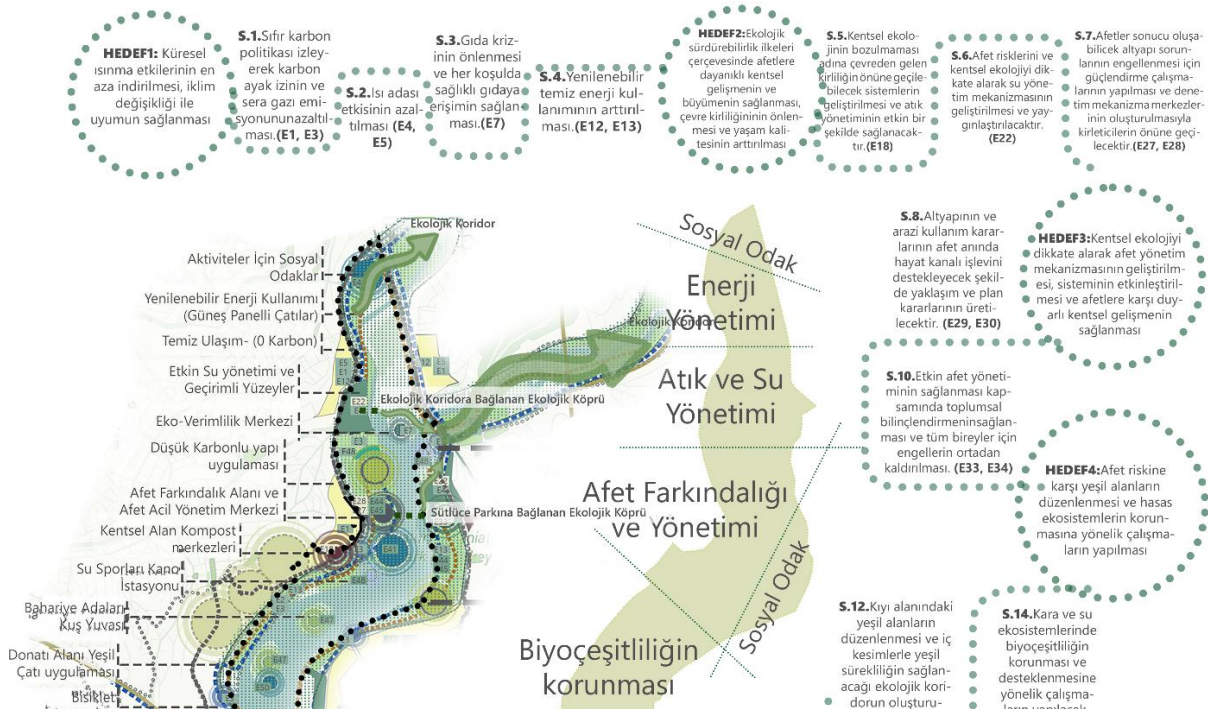 HEDEF1: Küresel
ısınma etkilerinin en
aza indirilmesi, iklim
değişikliği ile
uyumun sağlanması
S.1.Sıfır karbon
politikası izley-
erek karbon
ayak izinin ve
sera gazı emi-
syonununazaltıl-
ması.(E1, E3)
S.2.Isı adası
etkisinin azal-
tılması (E4,
E5)
S.3.Gıda kriz-
inin önlenmesi
ve her koşulda
sağlıklı gıdaya
erişimin sağlan-
ması.(E7)
S.4.Yenilenebilir
temiz enerji kul-
lanımının arttırıl-
ması.(E12, E13)
HEDEF2:Ekolojik
sürdürebilirlik ilkeleri
çerçevesinde afetlere
dayanıklı kentsel
gelişmenin ve
büyümenin sağlanması,
çevre kirliliğininin önlen-
mesi ve yaşam kali-
tesinin arttırılması
S.5.Kentsel ekolo-
jinin bozulmaması
adına çevreden gelen
kirliliğin önüne geçile-
bilecek sistemlerin
geliştirilmesi ve atık
yönetiminin etkin bir
şekilde sağlanacak-
tır.(E18)
S.6.Afet risklerini ve
kentsel ekolojiyi dik-
kate alarak su yöne-
tim mekanizmasının
geliştirilmesi ve yay-
gınlaştırılacaktır.
(E22)
S.7.Afetler sonucu oluşa-
bilecek altyapı sorun-
larının engellenmesi için
güçlendirme çalışma-
larının yapılması ve dene-
tim mekanizma merkezler-
inin oluşturulmasıyla
kirleticilerin önüne geçi-
lecektir.(E27, E28)
S.8.Altyapının ve
arazi kullanım karar-
larının afet anında
hayat kanalı işlevini
destekleyecek şekil-
de yaklaşım ve plan
kararlarının üreti-
lecektir. (E29, E30)
HEDEF3:Kentsel ekolojiyi
dikkate alarak afet yönetim
mekanizmasının geliştirilm-
esi, sisteminin etkinleştiril-
mesi ve afetlere karşı duy-
arlı kentsel gelişmenin
sağlanması
S.10.Etkin afet yöneti-
minin sağlanması kap-
samında toplumsal
bilinçlendirmeninsağlan-
ması ve tüm bireyler için
engellerin ortadan
kaldırılması. (E33, E34)
HEDEF4:Afet riskine
karşı yeşil alanların
düzenlenmesi ve hasas
ekosistemlerin korun-
masına yönelik çalışma-
ların yapılması
S.12.Kıyı alanındaki
yeşil alanların
düzenlenmesi ve iç
kesimlerle yeşil
sürekliliğin sağlan-
acağı ekolojik kori-
dorun oluşturu-
S.14.Kara ve su
ekosistemlerinde
biyoçeşitliliğin
korunması ve
desteklenmesine
yönelik çalışma-
ların yapılacak
Aktiviteler İçin Sosyal
Odaklar
Yenilenebilir Enerji Kullanımı
(Güneş Panelli Çatılar)
Temiz Ulaşım- (0 Karbon)
Etkin Su yönetimi ve
Geçirimli Yüzeyler
Eko-Verimlilik Merkezi
Düşük Karbonlu yapı
uygulaması
Afet Farkındalık Alanı ve
Afet Acil Yönetim Merkezi
Kentsel Alan Kompost
merkezleri
Su Sporları Kano
İstasyonu
Bahariye Adaları
Kuş Yuvası
Donatı Alanı Yeşil
Çatı uygulaması
Bisiklet
Ekolojik Koridor
Ekolojik Koridor
Ekolojik Koridora Bağlanan Ekolojik Köprü
Sütlüce Parkına Bağlanan Ekolojik Köprü
E5
E1
E12
E22
E48
E41
E47
E47
E50
Sosyal Odak
Enerji
Yönetimi
Atık ve Su
Yönetimi
Afet Farkındalığı
ve Yönetimi
Sosyal Odak
Biyoçeşitliliğin
korunması